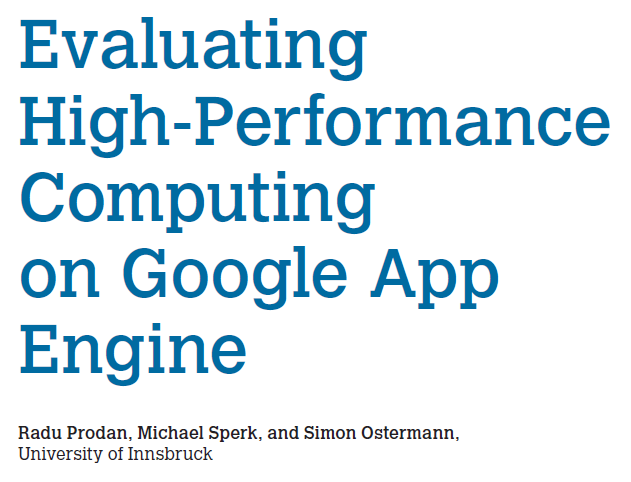 Evaluating
High-Performance
Computing
on Google App
Engine
Radu Prodan, Michael Sperk, and Simon Ostermann,
University of Innsbruck